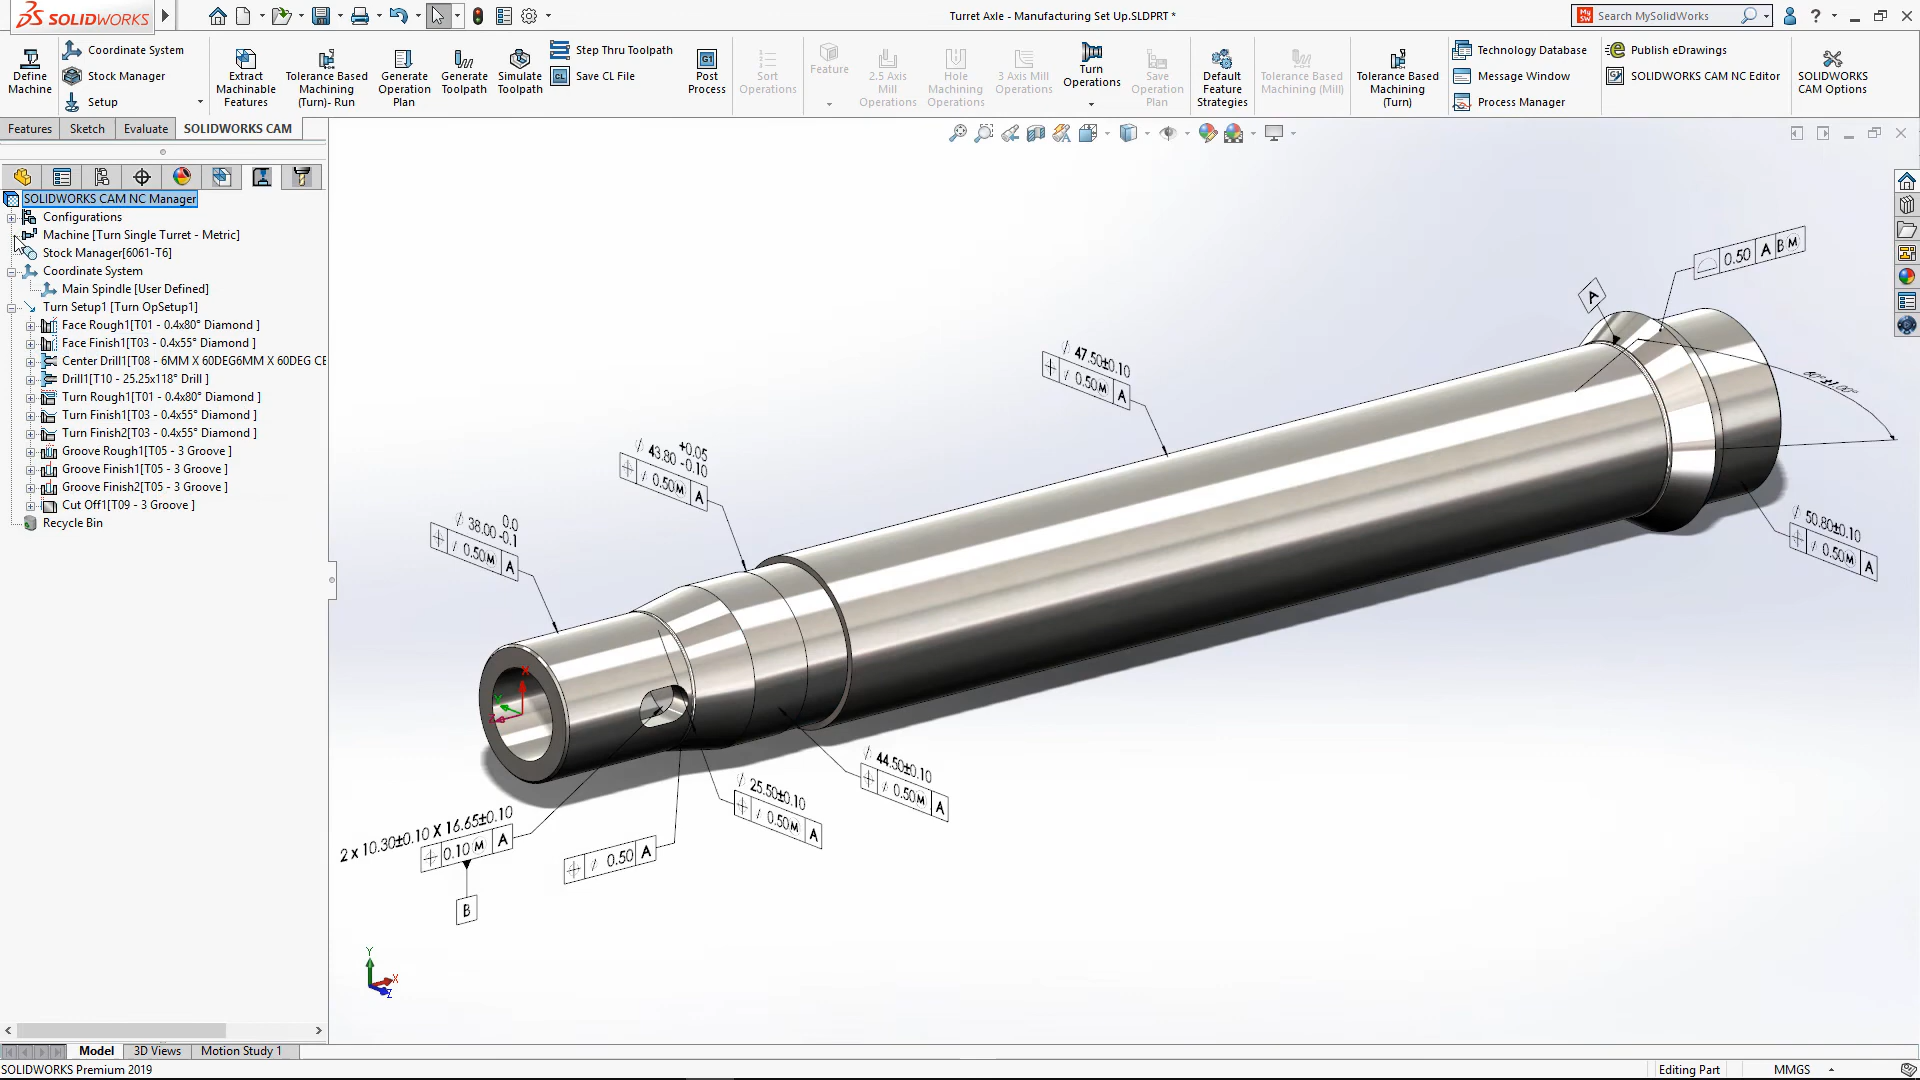 SOLIDWORKS
Turret Axle - Manufacturing Set Up.SLDPRT *
Search MySolidWorks
Define Machine
Coordinate System
Stock Manager
Setup
Extract Machinable Features
Tolerance Based Machining (Turn)- Run
Generate Operation Plan
Generate Toolpath
Simulate Toolpath
Step Thru Toolpath
Save CL File
Post Process
Sort Operations
Feature
2.5 Axis Mill Operations
Hole Machining Operations
3 Axis Mill Operations
Turn Operations
Save Operation Plan
Default Feature Strategies
Tolerance Based Machining (Mill)
Tolerance Based Machining (Turn)
Technology Database
Message Window
Process Manager
Publish eDrawings
SOLIDWORKS CAM NC Editor
SOLIDWORKS CAM Options
Features
Sketch
Evaluate
SOLIDWORKS CAM
SOLIDWORKS CAM NC Manager
Configurations
Machine [Turn Single Turret - Metric]
Stock Manager[6061-T6]
Coordinate System
Main Spindle [User Defined]
Turn Setup1 [Turn OpSetup1]
Face Rough1[T01 - 0.4x80° Diamond ]
Face Finish1[T03 - 0.4x55° Diamond ]
Center Drill1[T08 - 6MM X 60DEG6MM X 60DEG CE
Drill1[T10 - 25.25x118° Drill ]
Turn Rough1[T01 - 0.4x80° Diamond ]
Turn Finish1[T03 - 0.4x55° Diamond ]
Turn Finish2[T03 - 0.4x55° Diamond ]
Groove Rough1[T05 - 3 Groove ]
Groove Finish1[T05 - 3 Groove ]
Groove Finish2[T05 - 3 Groove ]
Cut Off1[T09 - 3 Groove ]
Recycle Bin
0.50 A B M
A
47.50±0.10
0.50 M A
43.80 +0.05 -0.10
0.50 M A
38.00 0.0 -0.1
0.50 M A
50.80±0.10
0.50 M A
44.50±0.10
0.50 M A
25.50±0.10
0.50 M A
2 x 10.30±0.10 X 16.65±0.10
0.10 M A
0.50 A
B
Y
X
Z
Model
3D Views
Motion Study 1
SOLIDWORKS Premium 2019
Editing Part
MMGS